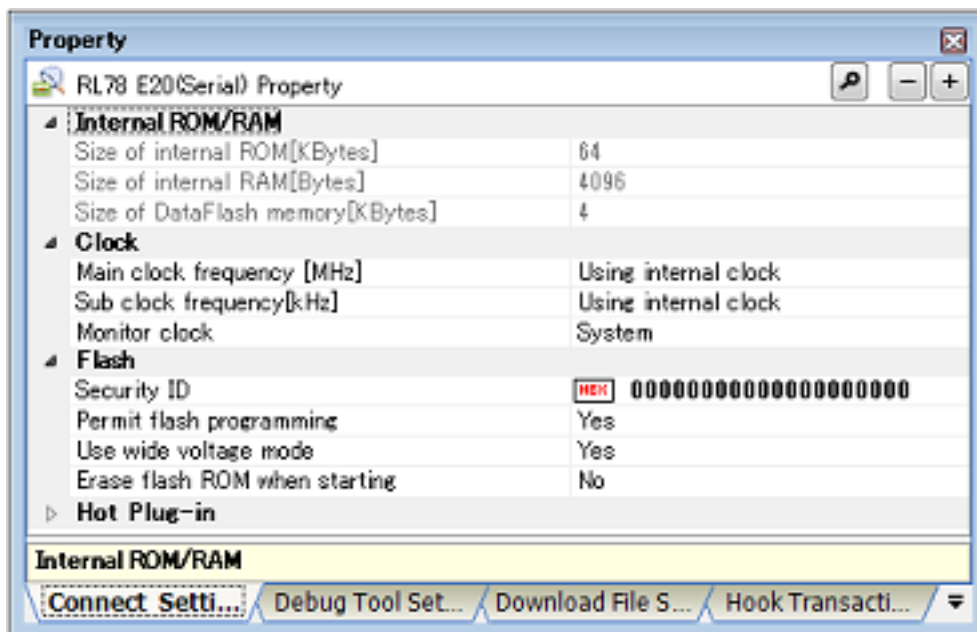 Property
RL78 E20(Serial) Property
Internal ROM/RAM
Size of internal ROM[KBytes] 64
Size of internal RAM[Bytes] 4096
Size of DataFlash memory[KBytes] 4
Clock
Main clock frequency [MHz] Using internal clock
Sub clock frequency[kHz] Using internal clock
Monitor clock System
Flash
Security ID HEX 00000000000000000000
Permit flash programming Yes
Use wide voltage mode Yes
Erase flash ROM when starting No
Hot Plug-in
Internal ROM/RAM
Connect Setti... Debug Tool Set... Download File S... Hook Transacti...